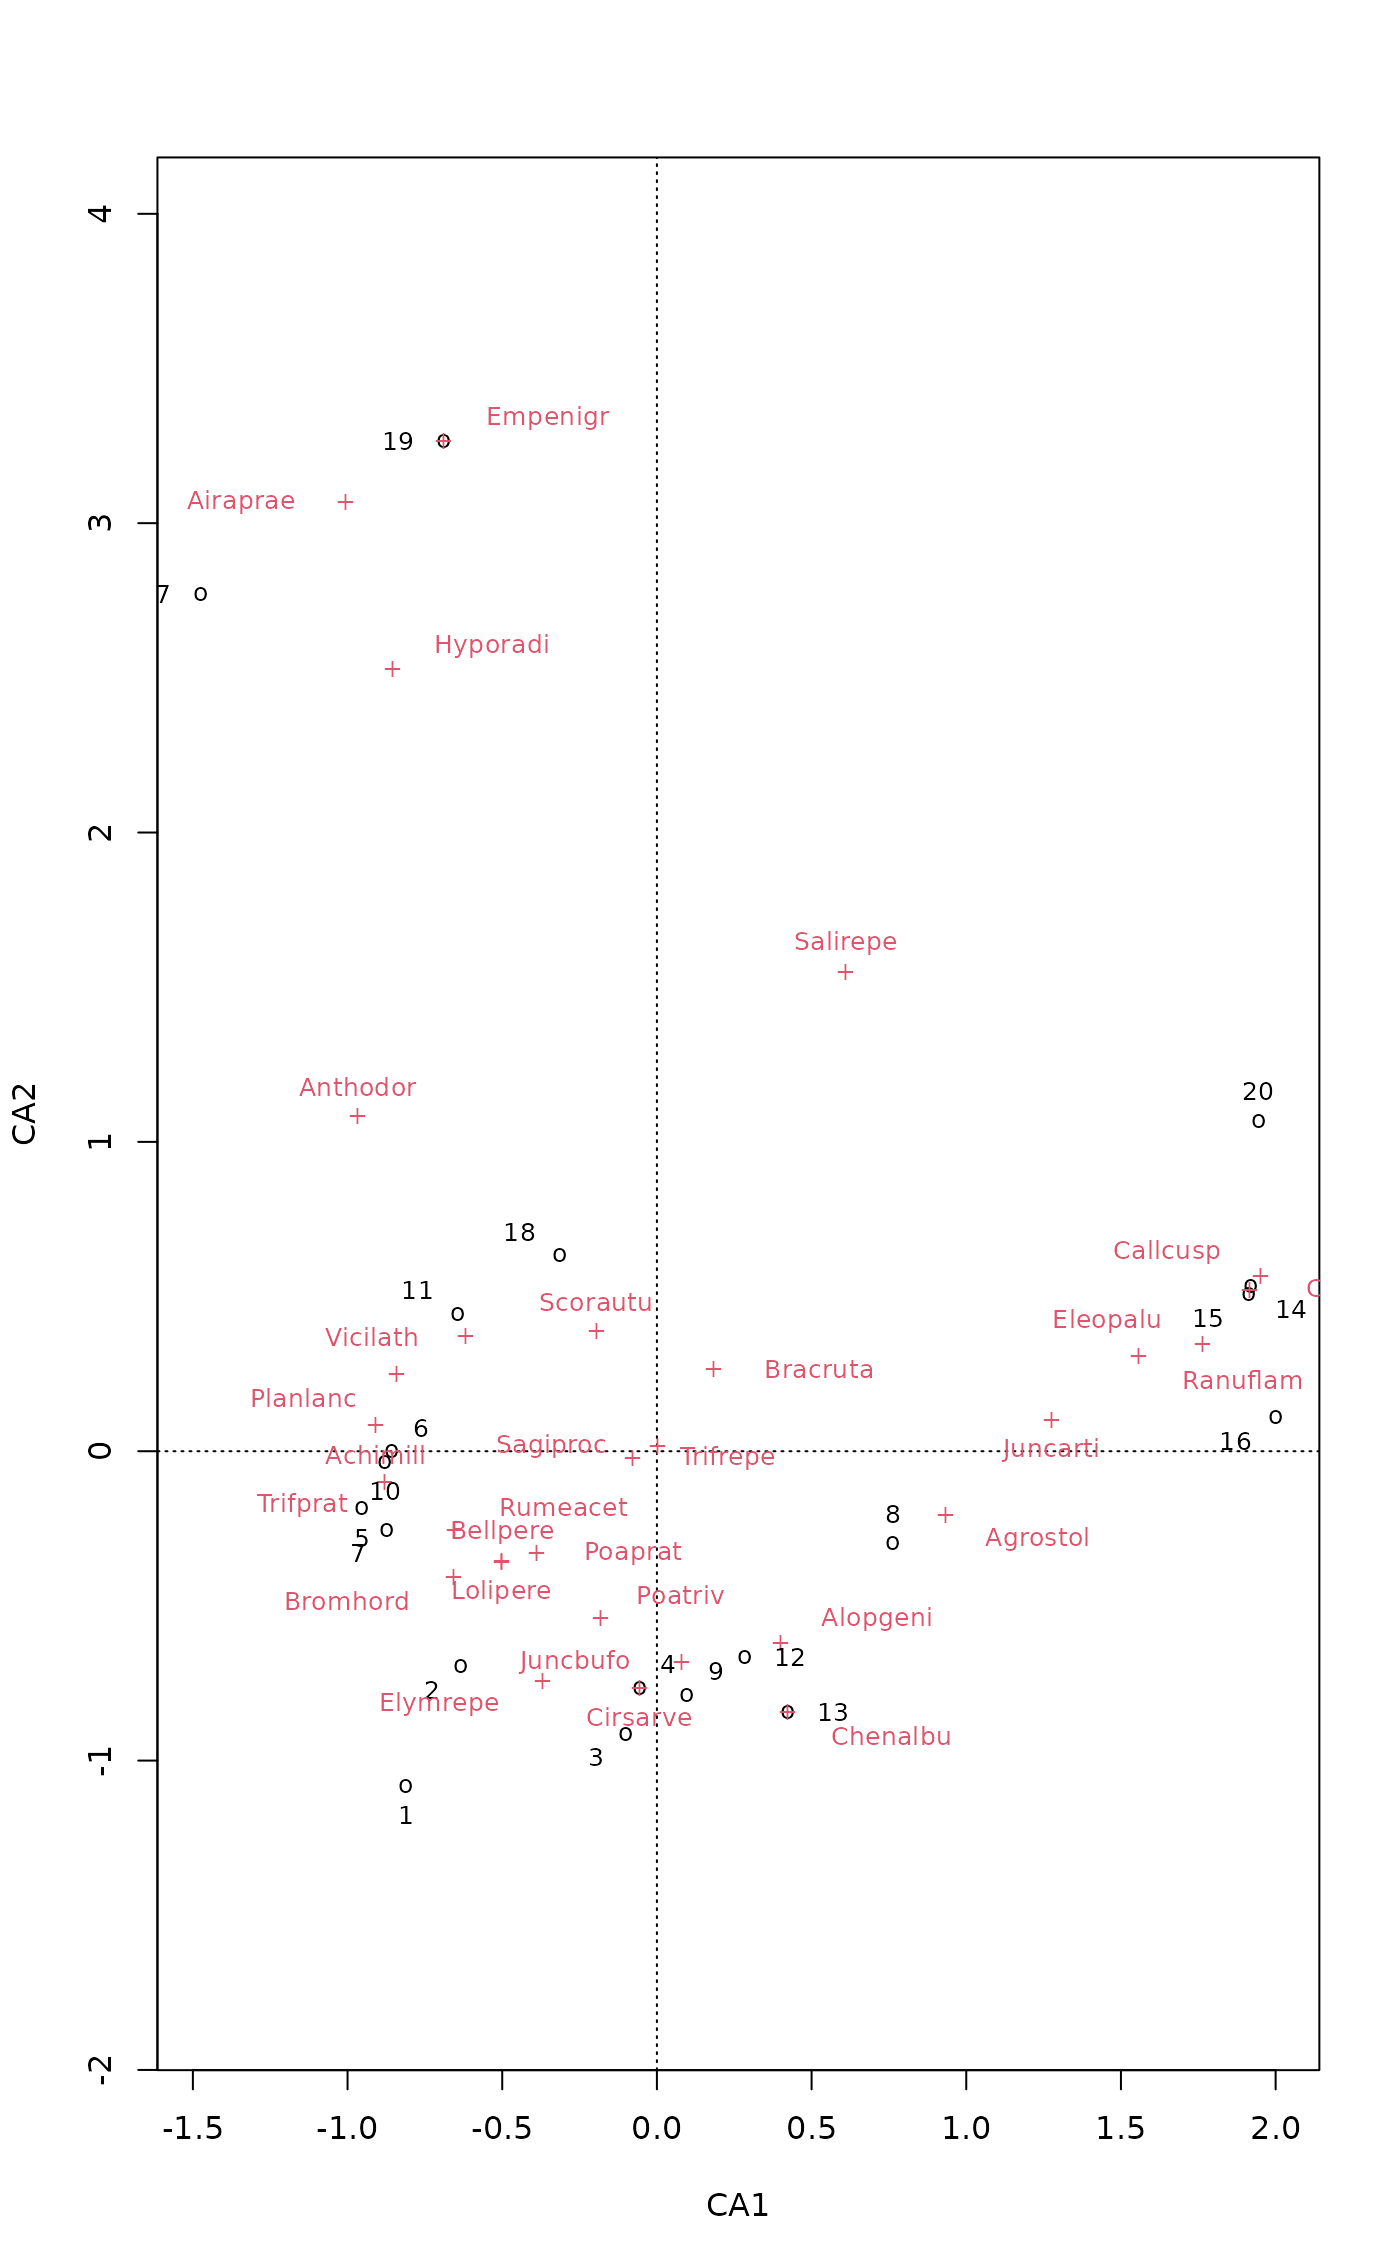 4
3
2
1
0
-1
-2
CA2
Empenigr
19
Airaprae
7
Hyporadi
Salirepe
Anthodor
20
18
Callcusp
11
C
Scorautu
14
15
Eleopalu
Vicilath
Bracruta
Ranuflam
Planlanc
6
16
Sagiproc
Juncarti
Achimill
Trifrepe
10
Trifprat
Rumeacet
8
Bellpere
5
Agrostol
7
Poaprat
Lolipere
Poatriv
Bromhord
Alopgeni
12
Juncbufo
4
9
2
Elymrepe
13
Cirsarve
Chenalbu
3
1
-1.5 -1.0 -0.5 0.0 0.5 1.0 1.5 2.0
CA1